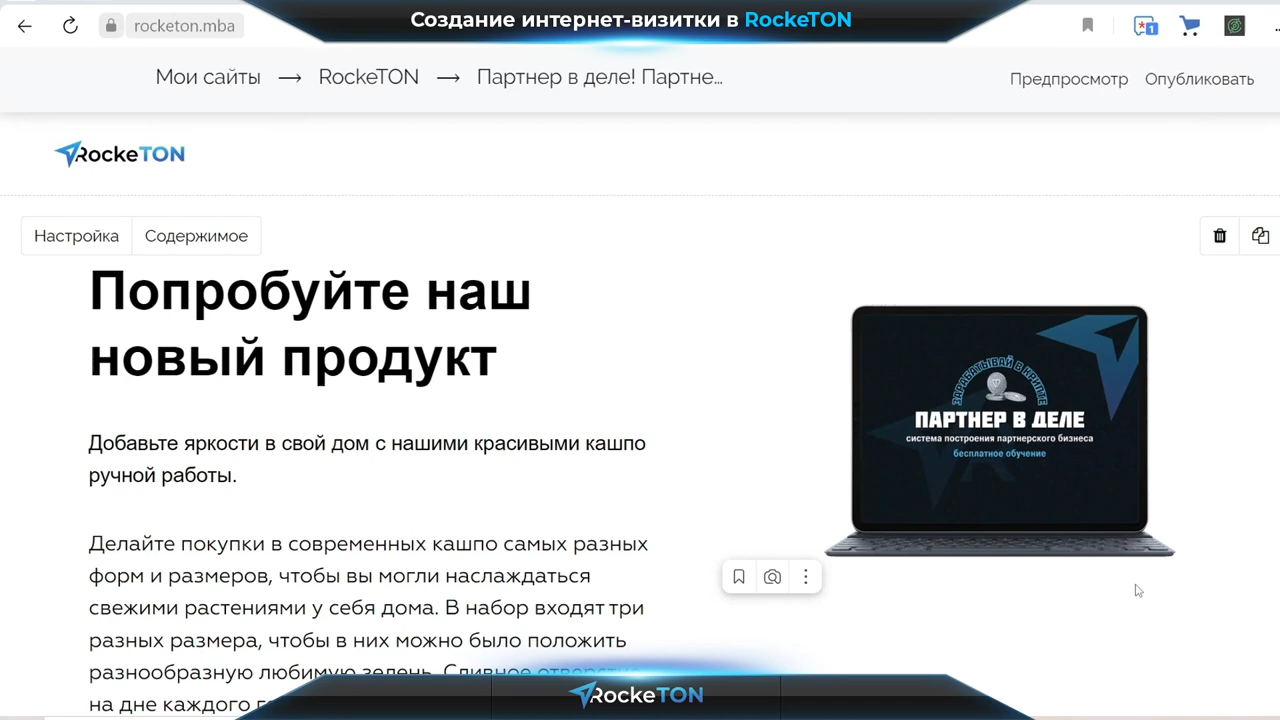 Создание интернет-визитки в RockeTON
rocketon.mba
1
Мои сайты → RockeTON → Партнер в деле! Партне...
Предпросмотр Опубликовать
RockeTON
Настройка Содержимое
Попробуйте наш
новый продукт
Добавьте яркости в свой дом с нашими красивыми кашпо
ручной работы.
Делайте покупки в современных кашпо самых разных
форм и размеров, чтобы вы могли наслаждаться
свежими растениями у себя дома. В набор входят три
разных размера, чтобы в них можно было положить
разнообразную любимую зелень. Сливное отверстие
на дне каждого
ЗАРАБАТЫВАЙ В КРИПТЕ
ПАРТНЕР В ДЕЛЕ
система построения партнерского бизнеса
бесплатное обучение
RockeTON